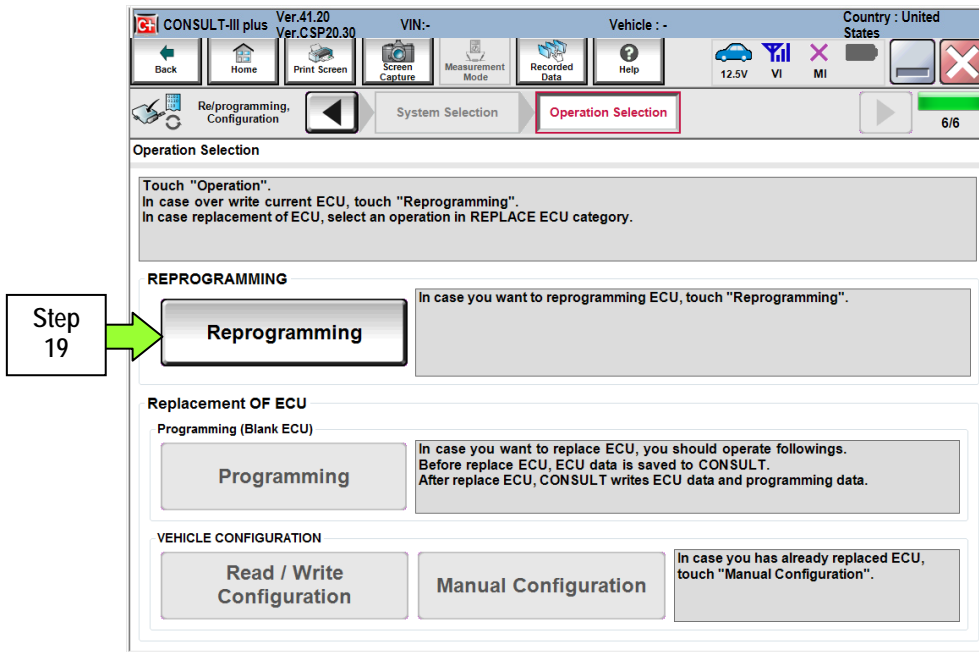 CONSULT-III plus
Ver.41.20
Ver.CSP20.30
VIN:-
Vehicle : -
Country : United
States
Back
Home
Print Screen
Screen
Capture
Measurement
Mode
Recorded
Data
Help
12.5V
VI
MI
Re/programming,
Configuration
System Selection
Operation Selection
6/6
Operation Selection
Touch "Operation".
In case over write current ECU, touch "Reprogramming".
In case replacement of ECU, select an operation in REPLACE ECU category.
REPROGRAMMING
Step
19
Reprogramming
In case you want to reprogramming ECU, touch "Reprogramming".
Replacement OF ECU
Programming (Blank ECU)
Programming
In case you want to replace ECU, you should operate followings.
Before replace ECU, ECU data is saved to CONSULT.
After replace ECU, CONSULT writes ECU data and programming data.
VEHICLE CONFIGURATION
Read / Write
Configuration
Manual Configuration
In case you has already replaced ECU,
touch "Manual Configuration".